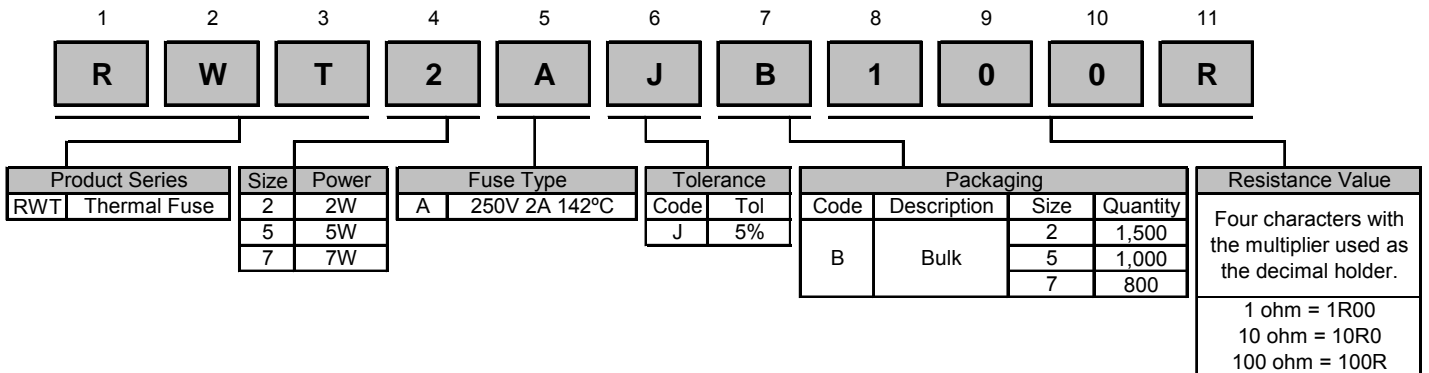 1 2 3 4 5 6 7 8 9 10 11
R W T 2 A J B 1 0 0 R
Product Series
RWT Thermal Fuse
Size Power
2 2W
5 5W
7 7W
Fuse Type
A 250V 2A 142ºC
Tolerance
Code Tol
J 5%
Packaging
Code Description Size Quantity
B Bulk
2 1,500
5 1,000
7 800
Resistance Value
Four characters with
the multiplier used as
the decimal holder.
1 ohm = 1R00
10 ohm = 10R0
100 ohm = 100R